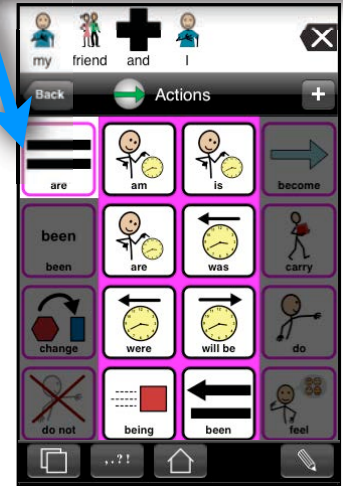 my friend and I
Back Actions +
are am is become
been
been are was carry
change were will be do
do not being been feel
,.?!